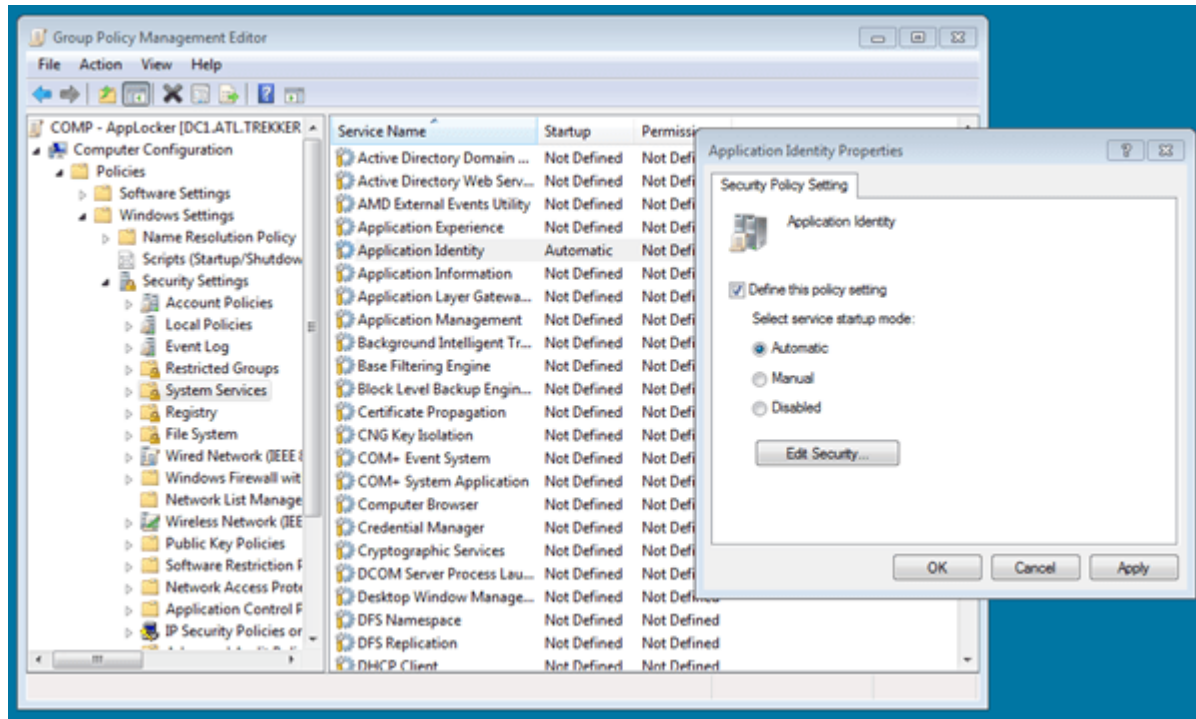 Group Policy Management Editor
File Action View Help
COMP - AppLocker [DC1.ATL.TREKKER
Computer Configuration
Policies
Software Settings
Windows Settings
Name Resolution Policy
Scripts (Startup/Shutdow
Security Settings
Account Policies
Local Policies
Event Log
Restricted Groups
System Services
Registry
File System
Wired Network (IEEE 8
Windows Firewall wit
Network List Manage
Wireless Network (IEE
Public Key Policies
Software Restriction P
Network Access Prote
Application Control P
IP Security Policies or
Service Name Startup Permissi
Active Directory Domain ... Not Defined Not Defi
Active Directory Web Serv... Not Defined Not Defi
AMD External Events Utility Not Defined Not Defi
Application Experience Not Defined Not Defi
Application Identity Automatic Not Defi
Application Information Not Defined Not Defi
Application Layer Gatewa... Not Defined Not Defi
Application Management Not Defined Not Defi
Background Intelligent Tr... Not Defined Not Defi
Base Filtering Engine Not Defined Not Defi
Block Level Backup Engin... Not Defined Not Defi
Certificate Propagation Not Defined Not Defi
CNG Key Isolation Not Defined Not Defi
COM+ Event System Not Defined Not Defi
COM+ System Application Not Defined Not Defi
Computer Browser Not Defined Not Defi
Credential Manager Not Defined Not Defi
Cryptographic Services Not Defined Not Defi
DCOM Server Process Lau... Not Defined Not Defi
Desktop Window Manage... Not Defined Not Defined
DFS Namespace Not Defined Not Defined
DFS Replication Not Defined Not Defined
DHCP Client Not Defined Not Defined
Application Identity Properties
Security Policy Setting
Application Identity
Define this policy setting
Select service startup mode:
Automatic
Manual
Disabled
Edit Security...
OK Cancel Apply